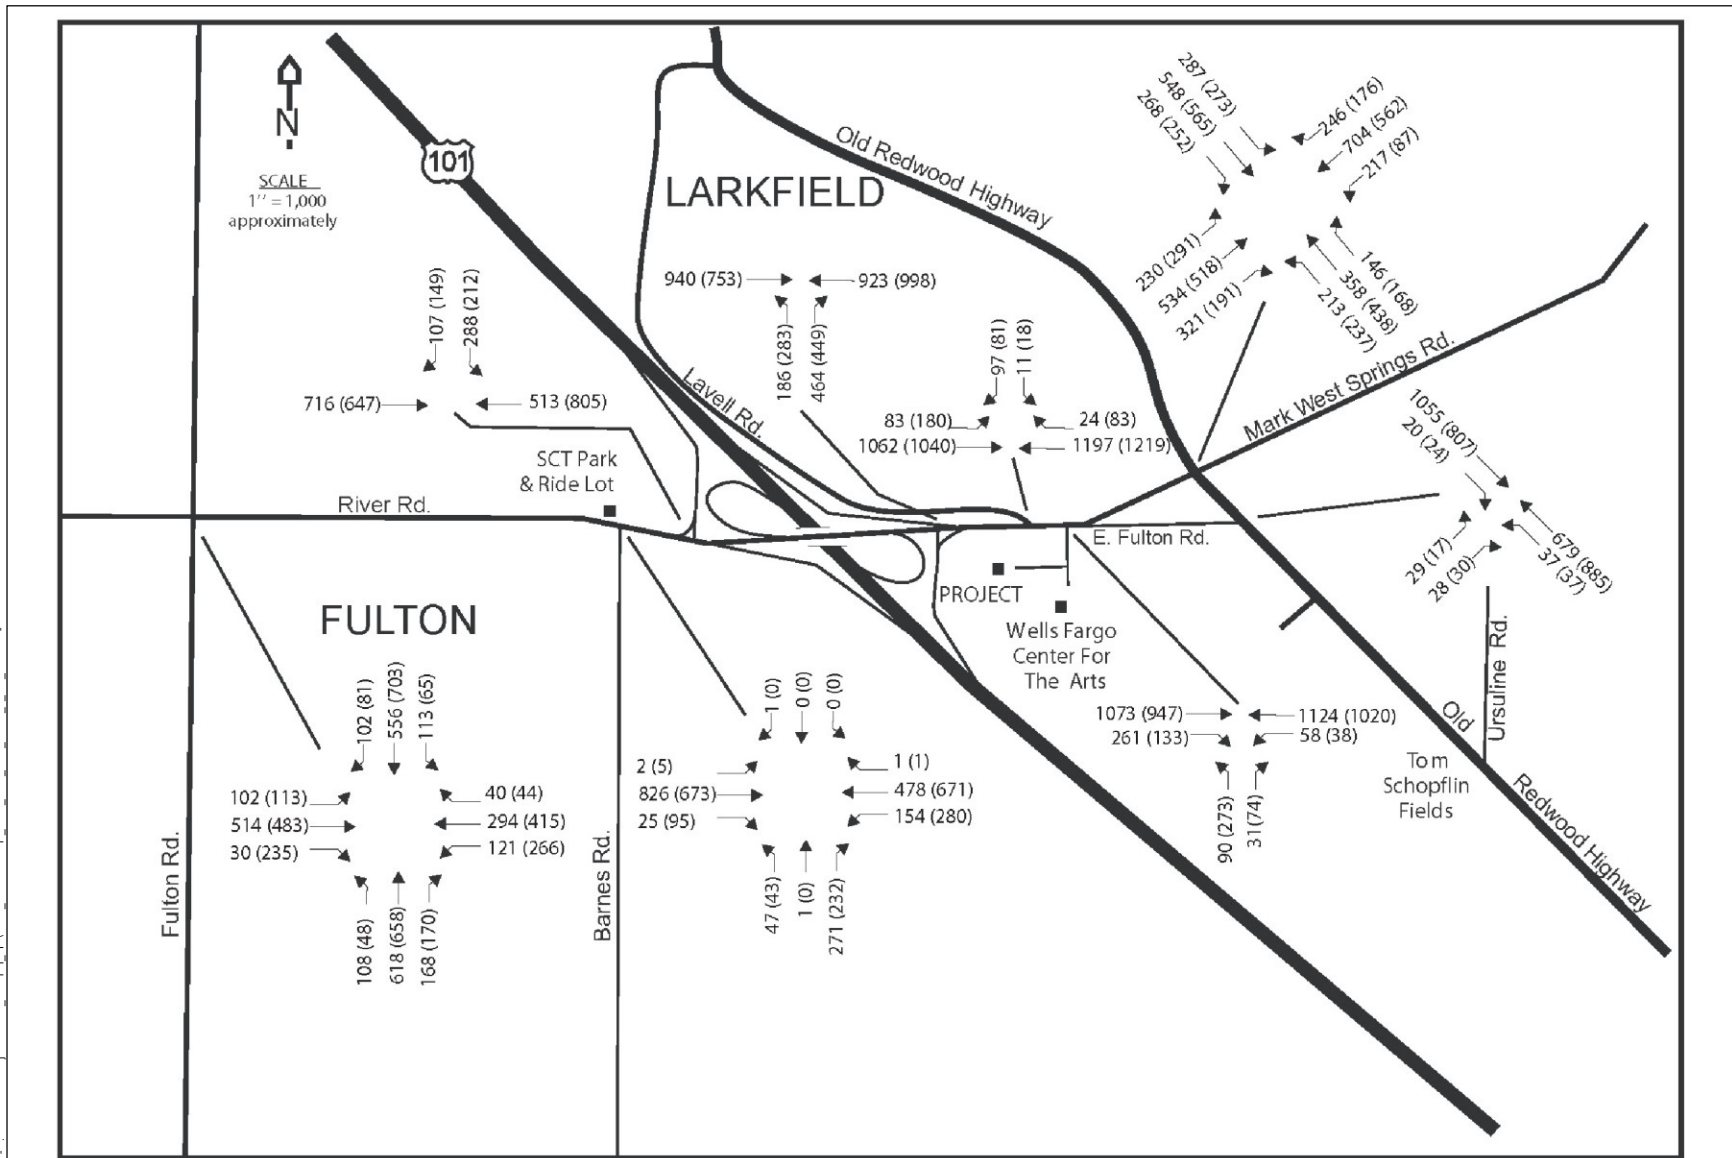 N
SCALE
1'' = 1,000
approximately
101
LARKFIELD
Old Redwood Highway
287 (273)
548 (565)
268 (252)
246 (176)
704 (562)
217 (87)
230 (291)
534 (518)
321 (191)
146 (168)
358 (438)
213 (237)
107 (149)
288 (212)
716 (647)
513 (805)
940 (753)
923 (998)
186 (283)
464 (449)
97 (81)
11 (18)
83 (180)
24 (83)
1062 (1040)
1197 (1219)
Lavell Rd.
Mark West Springs Rd.
1055 (807)
20 (24)
29 (17)
28 (30)
679 (885)
37 (37)
SCT Park
& Ride Lot
River Rd.
E. Fulton Rd.
PROJECT
Wells Fargo
Center For
The Arts
FULTON
Ursuline Rd.
Old
Redwood Highway
Tom
Schopflin
Fields
1073 (947)
1124 (1020)
261 (133)
58 (38)
90 (273)
31 (74)
102 (81)
556 (703)
113 (65)
102 (113)
40 (44)
514 (483)
294 (415)
30 (235)
121 (266)
108 (48)
618 (658)
168 (170)
Fulton Rd.
Barnes Rd.
1 (0)
0 (0)
0 (0)
2 (5)
1 (1)
826 (673)
478 (671)
25 (95)
154 (280)
47 (43)
1 (0)
271 (232)